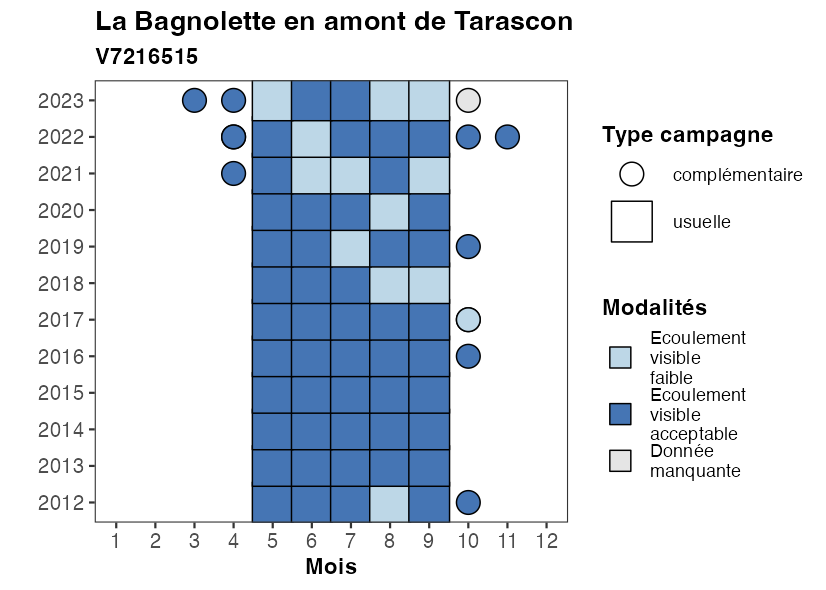 La Bagnolette en amont de Tarascon
V7216515
2023
2022
2021
2020
2019
2018
2017
2016
2015
2014
2013
2012
1 2 3 4 5 6 7 8 9 10 11 12
Mois
Type campagne
complémentaire
usuelle
Modalités
Ecoulement
visible
faible
Ecoulement
visible
acceptable
Donnée
manquante